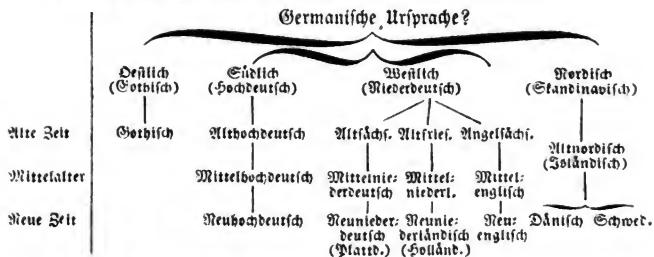 Germanische Ursprache?
Oestlich Südlich Westlich Nordisch
(Gothisch) (Hochdeutsch) (Niederdeutsch) (Skandinavisch)
Alte Zeit Gothisch Althochdeutsch Altsächs. Altfries. Angelsächs.
Altnordisch
(Isländisch)
Mittelalter Mittelhochdeutsch Mittelnie- Mittel- Mittel-
derdeutsch niederl. englisch
Neue Zeit Neuhochdeutsch Neunieder- Neunie- Neu- Dänisch Schwed.
deutsch derländisch englisch
(Plattd.) (Holländ.)